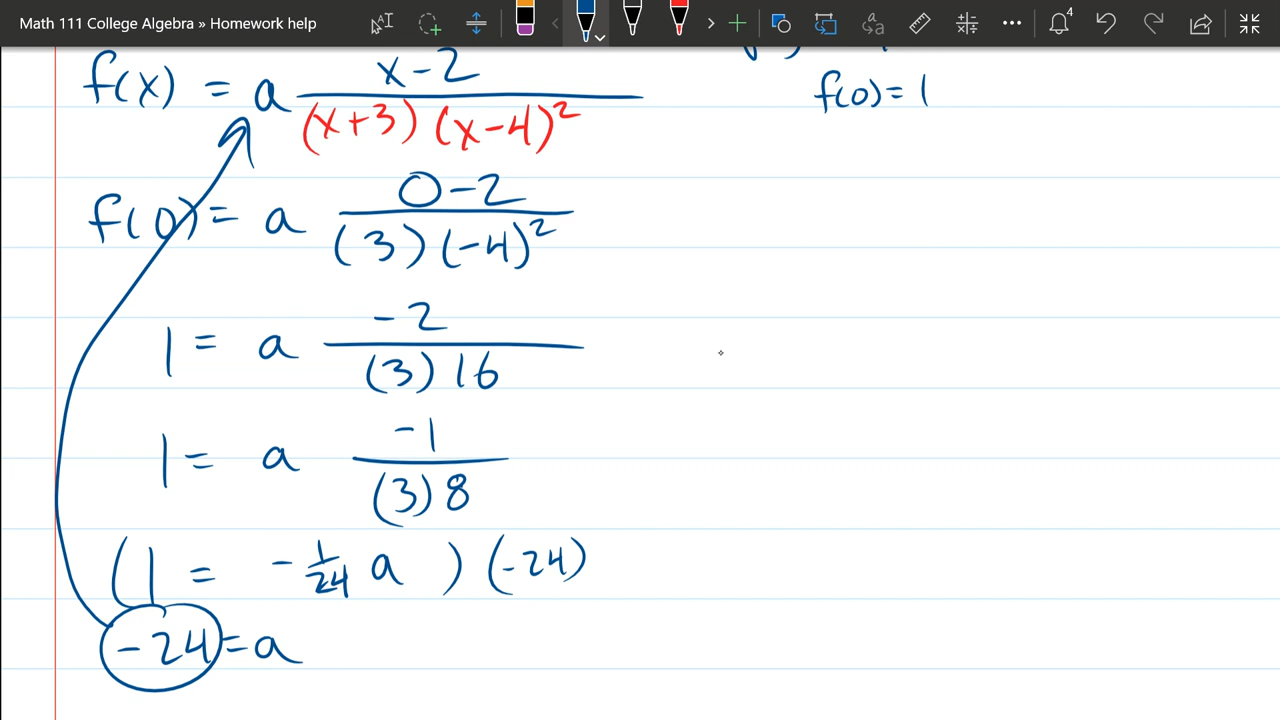 Math 111 College Algebra » Homework help
4
f(x) = a (x-2)/((x+3)(x-4)²)
f(0)=1
f(0)= a (0-2)/((3)(-4)²)
1 = a (-2)/((3)16)
1 = a (-1)/((3)8)
(1 = -1/24 a)(-24)
-24 = a